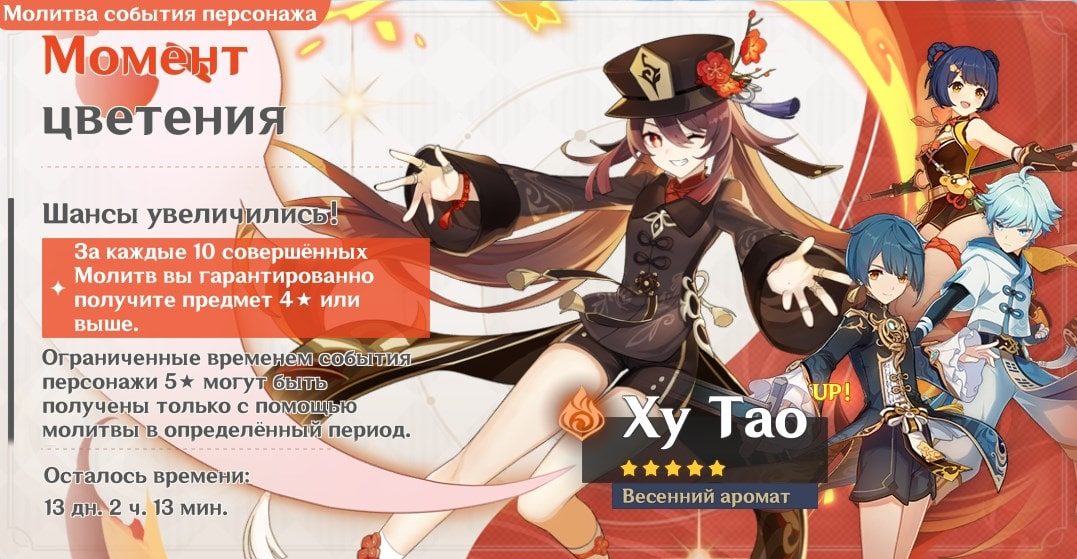 Молитва события персонажа
Момент
цветения
Шансы увеличились!
За каждые 10 совершённых
Молитв вы гарантированно
получите предмет 4★ или
выше.
Ограниченные временем события
персонажи 5★ могут быть
получены только с помощью
молитвы в определённый период.
Осталось времени:
13 дн. 2 ч. 13 мин.
UP!
Ху Тао
Весенний аромат